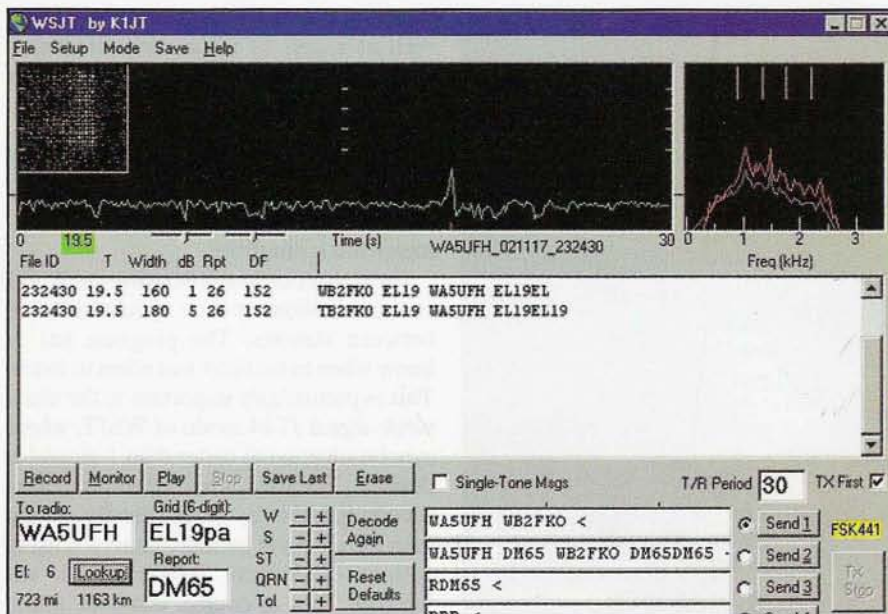 WSJT by K1JT
File Setup Mode Save Help
0 19.5 Time (s) WA5UFH_021117_232430 30 0 1 2 3
File ID T Width dB Rpt DF Freq (kHz)
232430 19.5 160 1 26 152 WB2FKO EL19 WA5UFH EL19EL
232430 19.5 180 5 26 152 TB2FKO EL19 WA5UFH EL19EL19
Record Monitor Play Stop Save Last Erase Single-Tone Msgs T/R Period 30 TX First
To radio: Grid (6-digit):
WA5UFH EL19pa
El: 6 Lookup Report: DM65
723 mi 1163 km
W - +
S - +
ST - +
QRN - +
Tol - +
Decode Again
Reset Defaults
WA5UFH WB2FKO < Send 1
WA5UFH DM65 WB2FKO DM65DM65 Send 2
RDM65 < Send 3
FSK441
Tx Stop